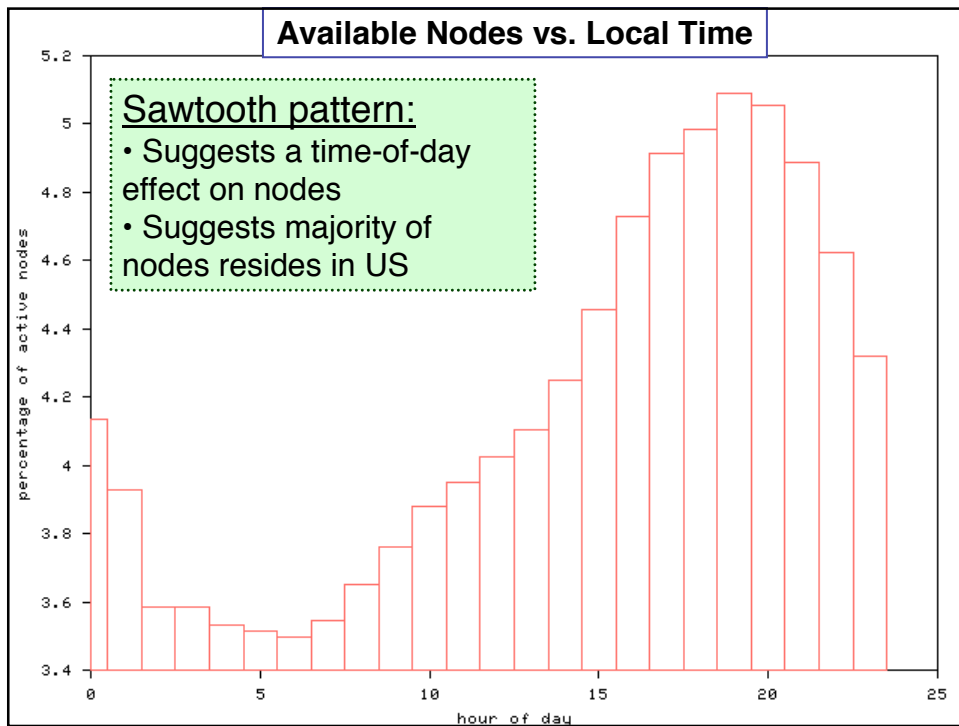 Available Nodes vs. Local Time
Sawtooth pattern:
• Suggests a time-of-day
effect on nodes
• Suggests majority of
nodes resides in US
percentage of active nodes
5.2
5
4.8
4.6
4.4
4.2
4
3.8
3.6
3.4
0
5
10
15
20
25
hour of day